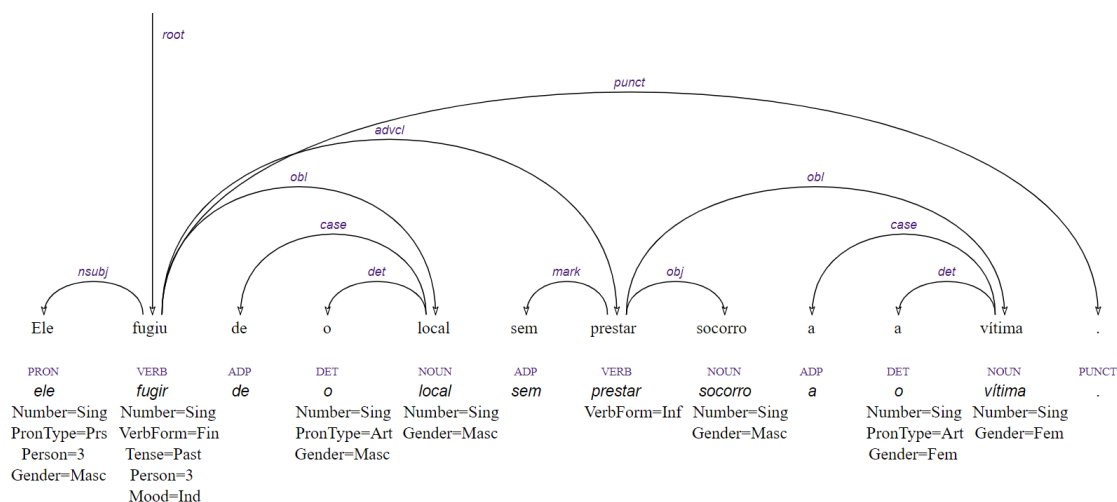 root
punct
advcl
obl obl
case case
nsubj det mark obj det
Ele fugiu de o local sem prestar socorro a a vítima .
PRON VERB ADP DET NOUN ADP VERB NOUN ADP DET NOUN PUNCT
ele fugir de o local sem prestar socorro a o vítima .
Number=Sing Number=Sing Number=Sing Number=Sing VerbForm=Inf Number=Sing Number=Sing Number=Sing
PronType=Prs VerbForm=Fin PronType=Art Gender=Masc Gender=Masc PronType=Art Gender=Fem
Person=3 Tense=Past Gender=Masc Gender=Fem
Gender=Masc Person=3
Mood=Ind